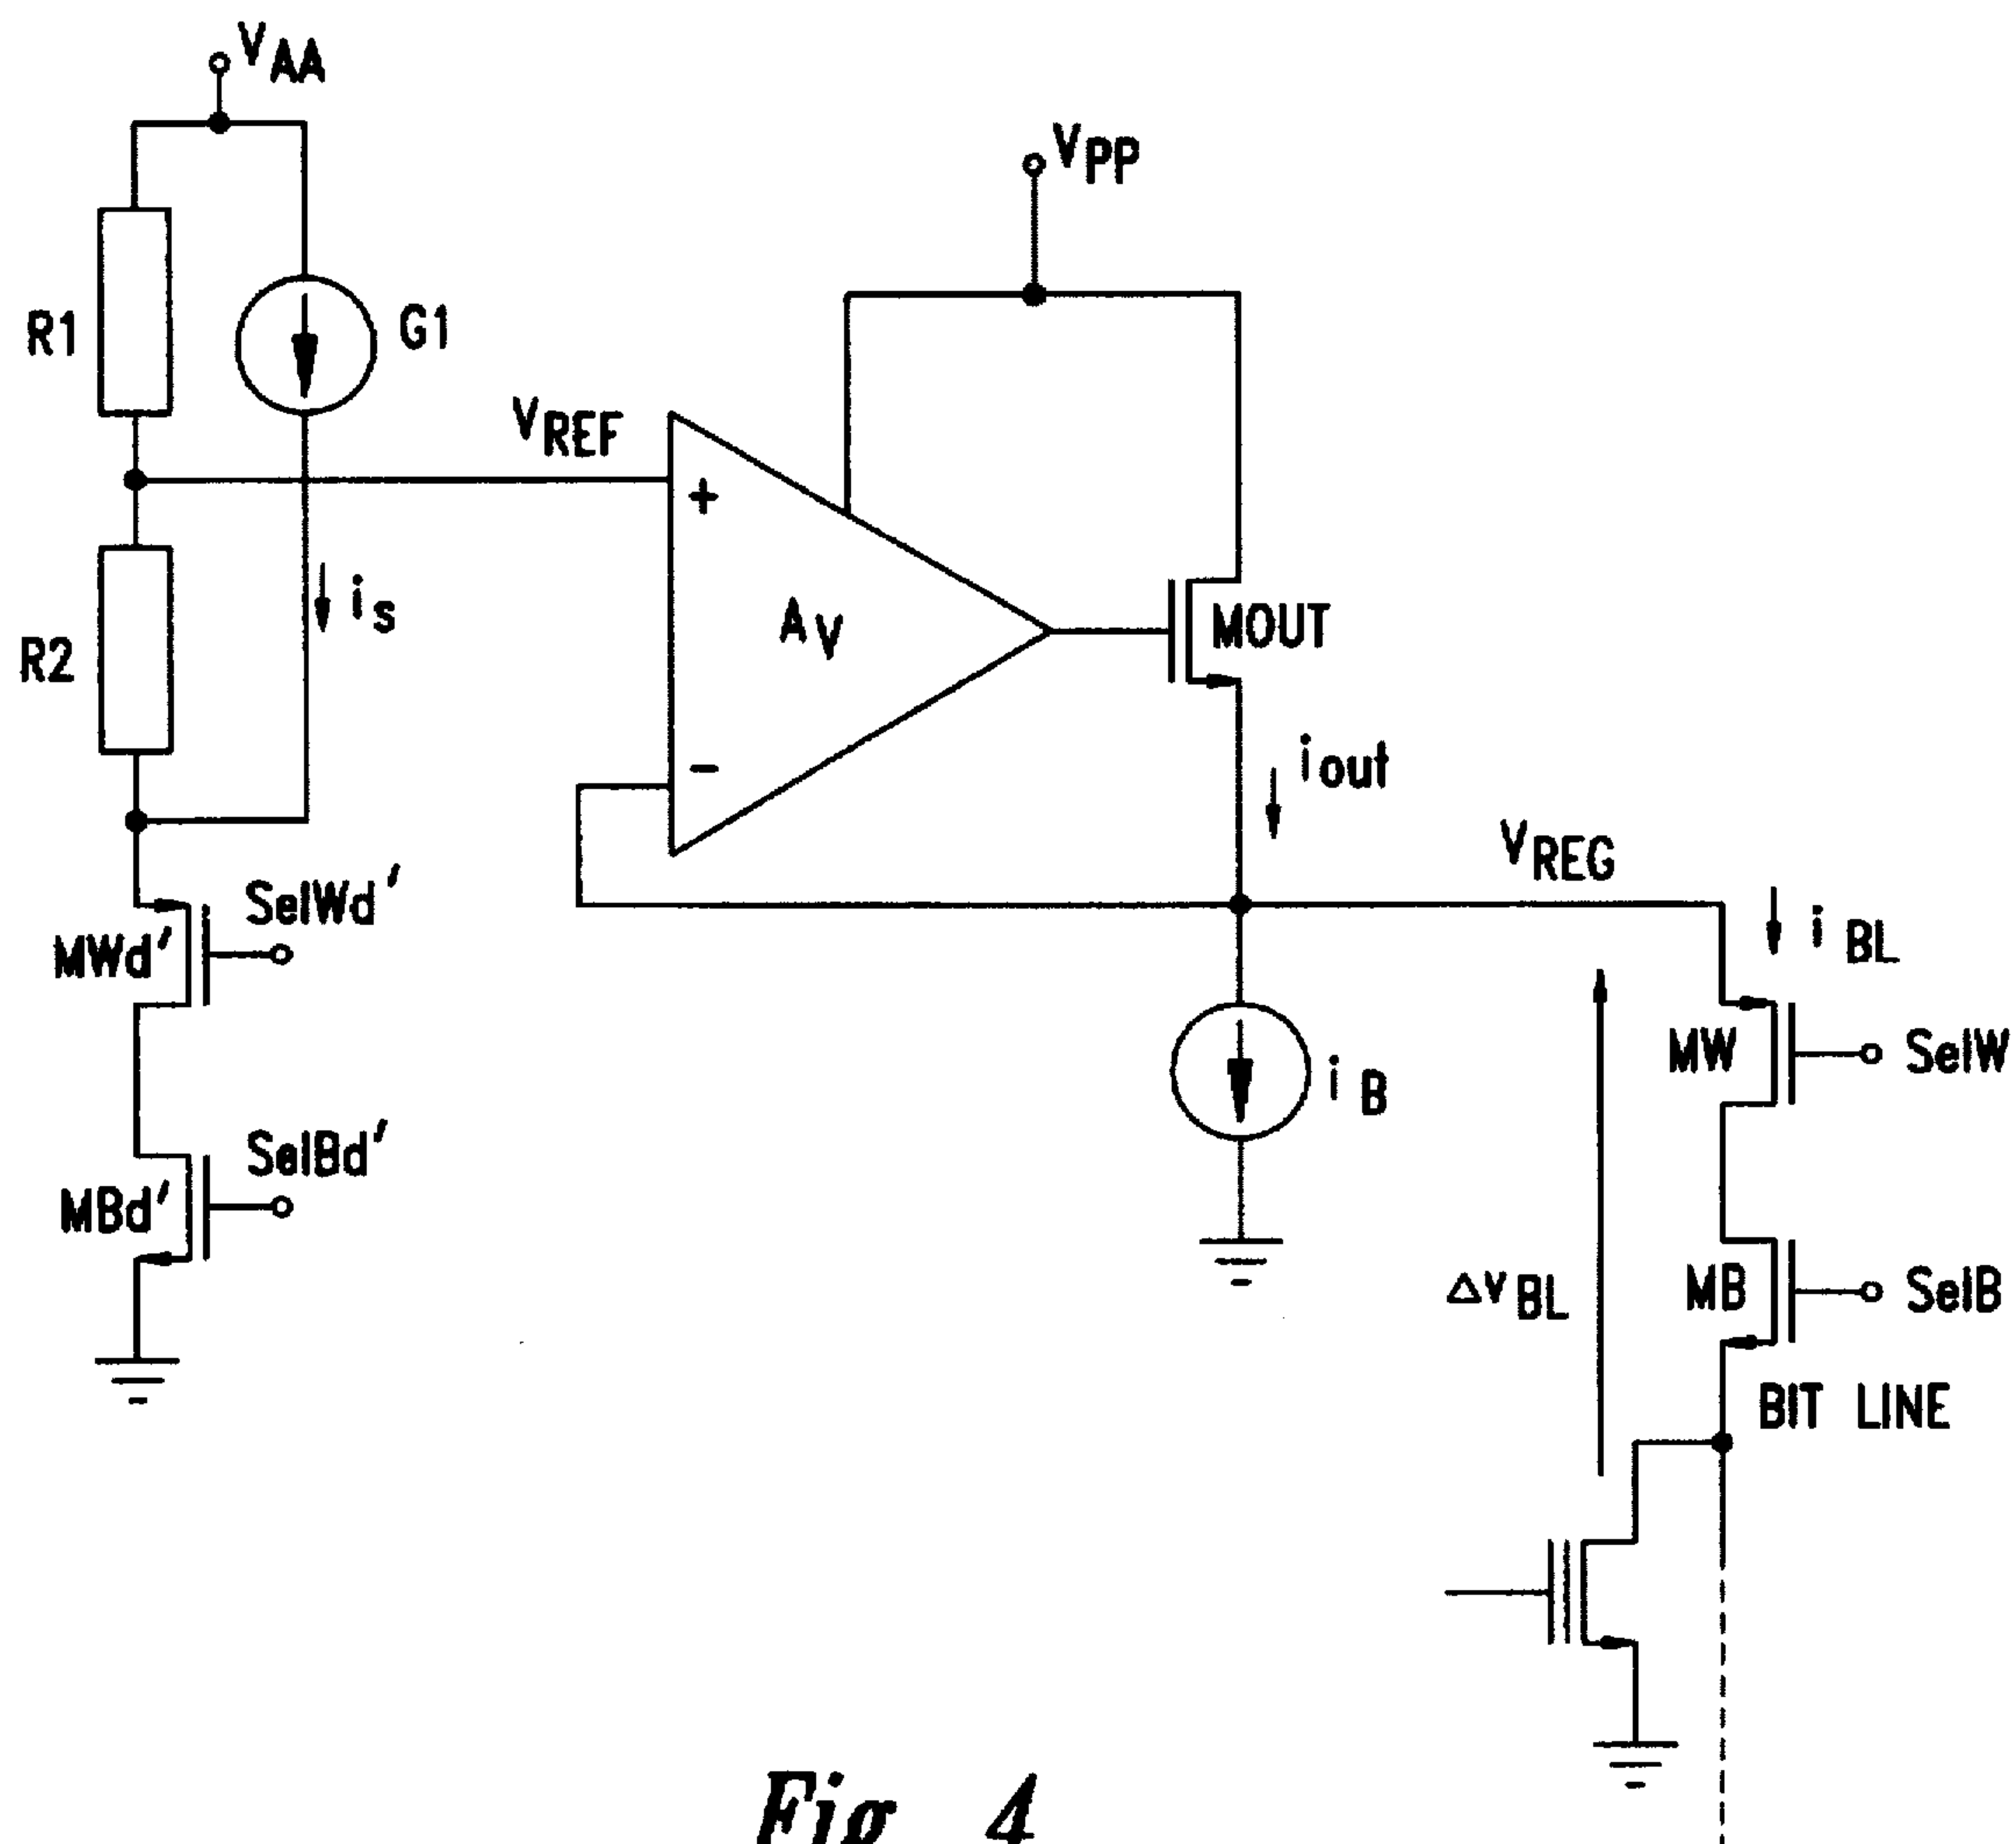 VAA
VPP
R1
G1
VREF
+
AV
MOUT
is
R2
-
iout
VREG
SelWd'
iBL
MWd'
MW
SelW
iB
SelBd'
MBd'
ΔVBL
MB
SelB
BIT LINE
Fig 4